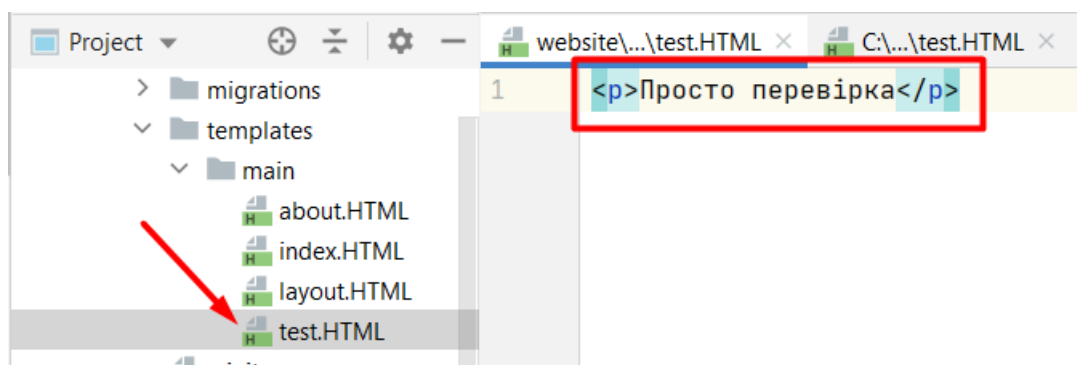 Project
website\...\test.HTML
C:\...\test.HTML
migrations
templates
main
about.HTML
index.HTML
layout.HTML
test.HTML
1
<p>Просто перевірка</p>